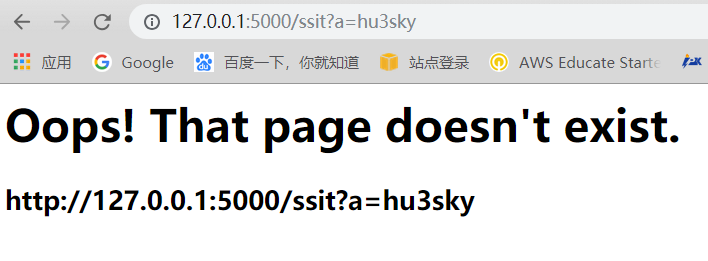 127.0.0.1:5000/ssit?a=hu3sky
应用 Google 百度一下，你就知道 站点登录 AWS Educate Starte
Oops! That page doesn't exist.
http://127.0.0.1:5000/ssit?a=hu3sky